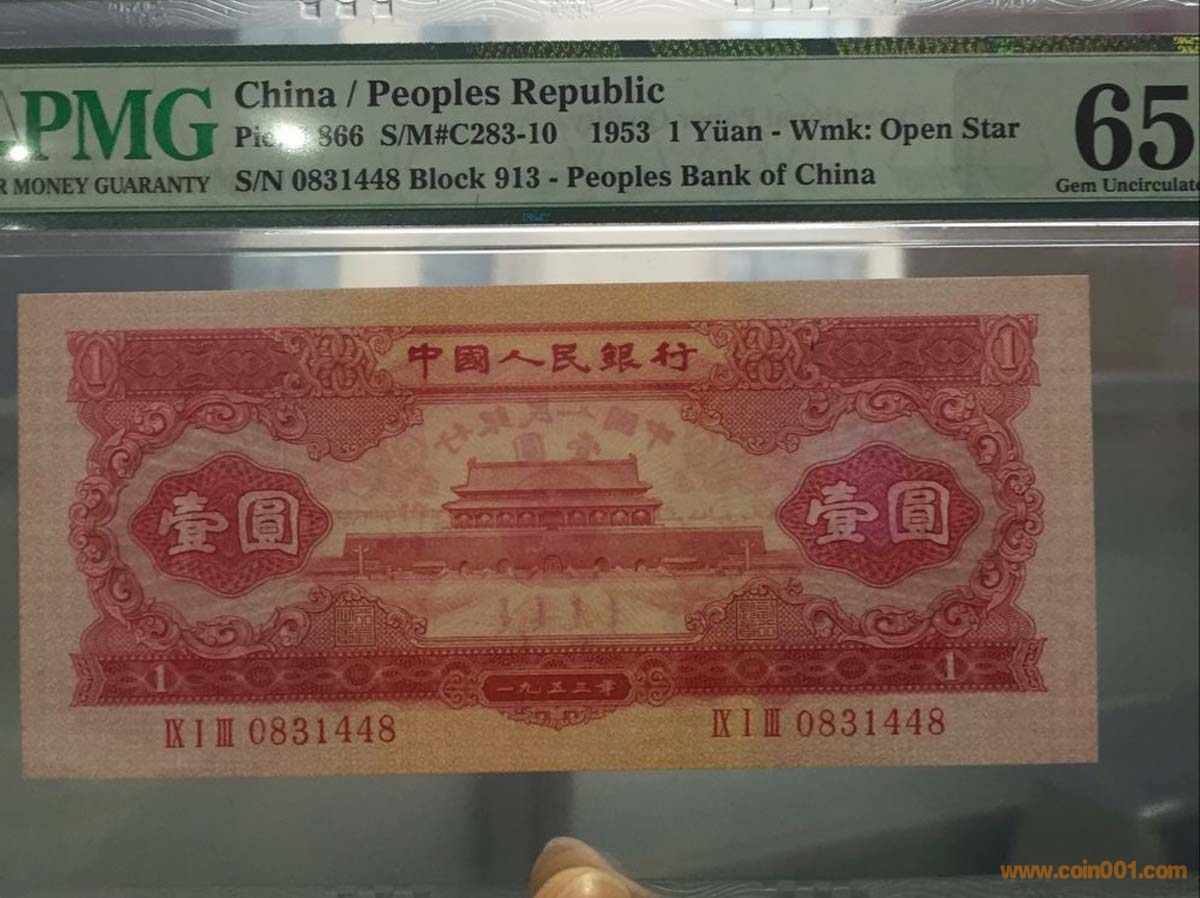 PMG
R MONEY GUARANTY
China / Peoples Republic
866 S/M#C283-10 1953 1 Yüan - Wmk: Open Star
S/N 0831448 Block 913 - Peoples Bank of China
65
Gem Uncirculate
中國人民銀行
1 1
壹圓 壹圓
1 1
一九五三年
Ⅸ Ⅰ Ⅲ 0831448 Ⅸ Ⅰ Ⅲ 0831448
www.coin001.com